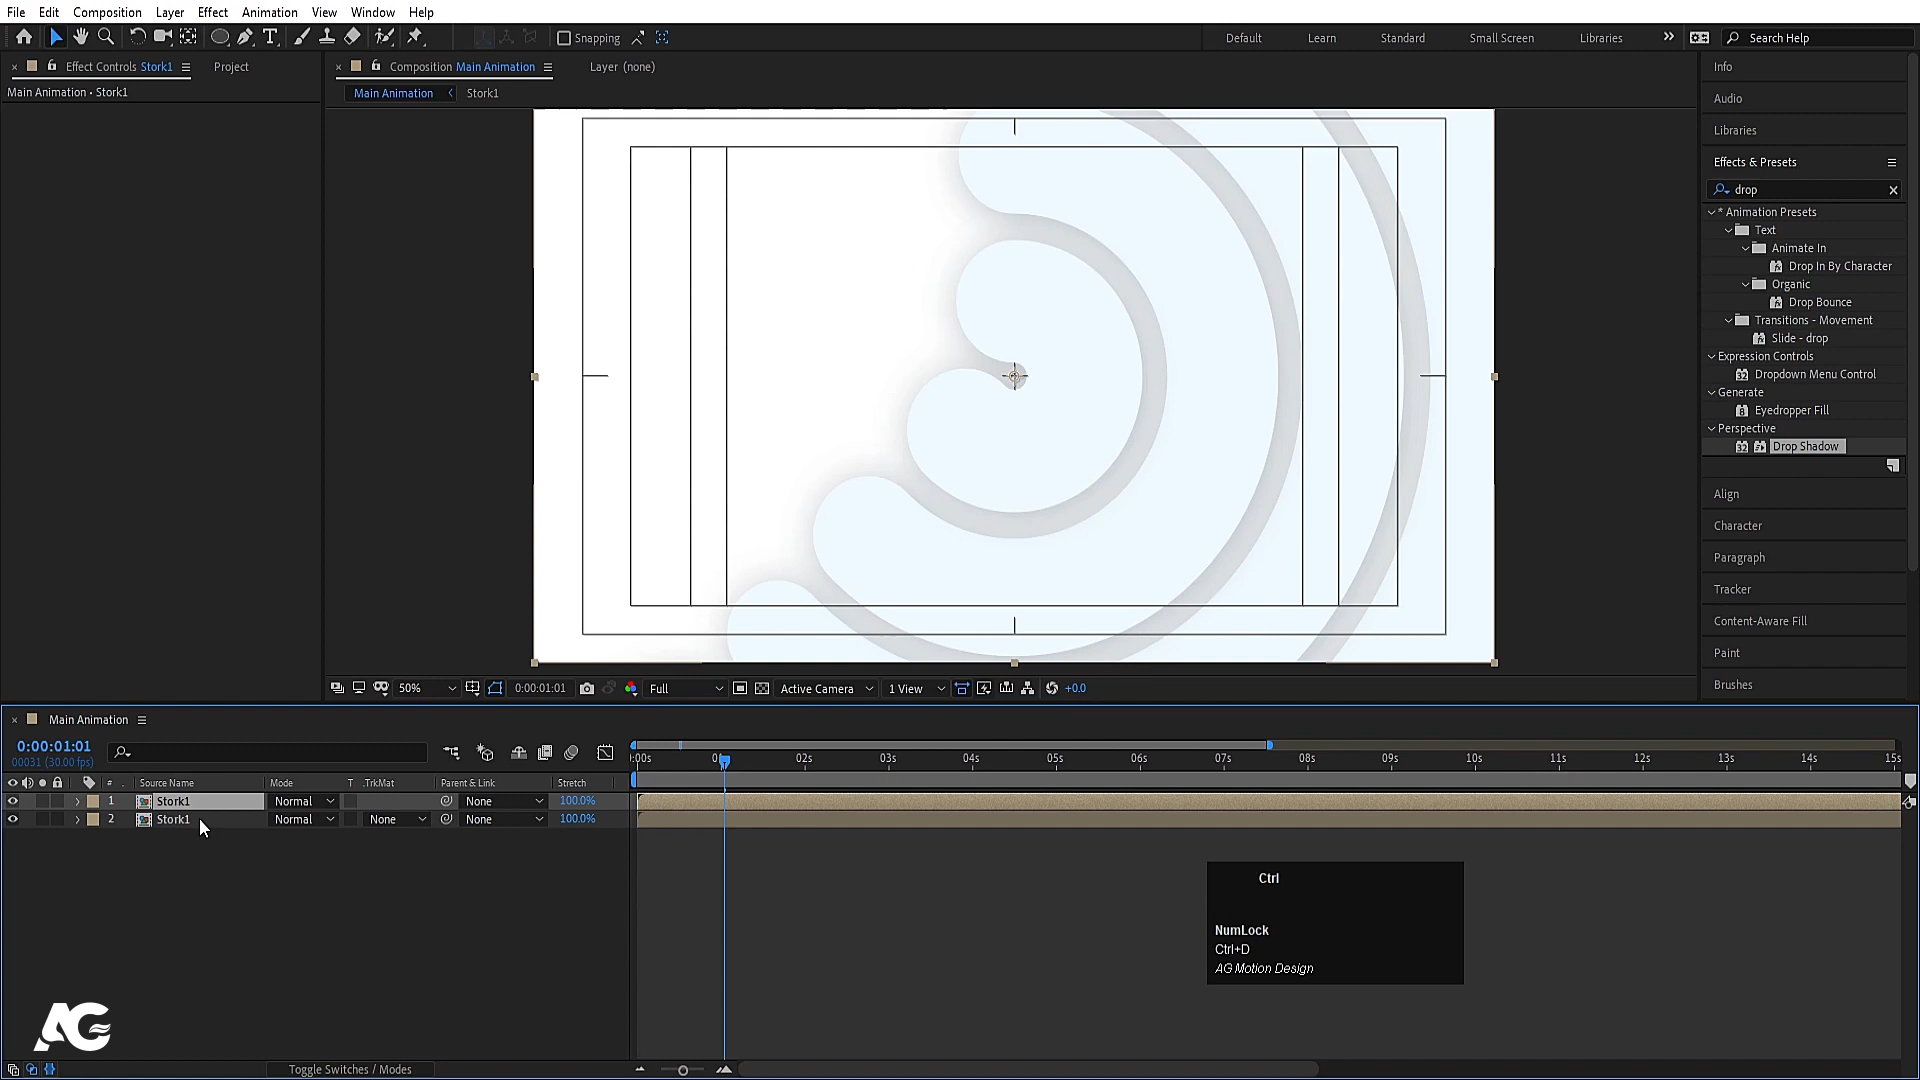 File Edit Composition Layer Effect Animation View Window Help
Snapping
Default Learn Standard Small Screen Libraries Search Help
Effect Controls Stork1 Project
Composition Main Animation Layer (none)
Main Animation • Stork1
Main Animation Stork1
Info
Audio
Libraries
Effects & Presets
drop
* Animation Presets
Text
Animate In
Drop In By Character
Organic
Drop Bounce
Transitions - Movement
Slide - drop
Expression Controls
Dropdown Menu Control
Generate
Eyedropper Fill
Perspective
Drop Shadow
Align
Character
Paragraph
Tracker
Content-Aware Fill
Paint
Brushes
50% 0:00:01:01 Full Active Camera 1 View +0.0
Main Animation
0:00:01:01
00031 (30.00 fps)
:00s 02s 03s 04s 05s 06s 07s 08s 09s 10s 11s 12s 13s 14s 15s
# Source Name Mode T .TrkMat Parent & Link Stretch
1 Stork1 Normal None 100.0%
2 Stork1 Normal None None 100.0%
Ctrl
NumLock
Ctrl+D
AG Motion Design
AG
Toggle Switches / Modes